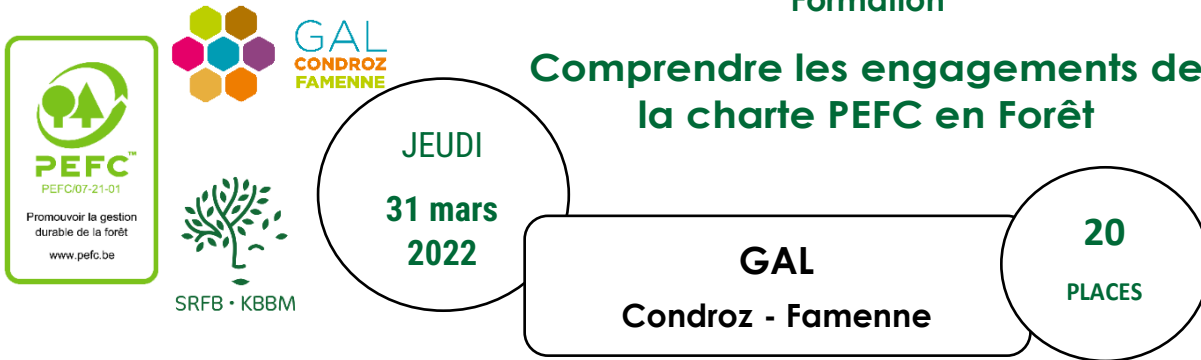 Formation
Comprendre les engagements de
la charte PEFC en Forêt
GAL
CONDROZ
FAMENNE
PEFC™
PEFC/07-21-01
Promouvoir la gestion
durable de la forêt
www.pefc.be
SRFB • KBBM
JEUDI
31 mars
2022
GAL
Condroz - Famenne
20
PLACES